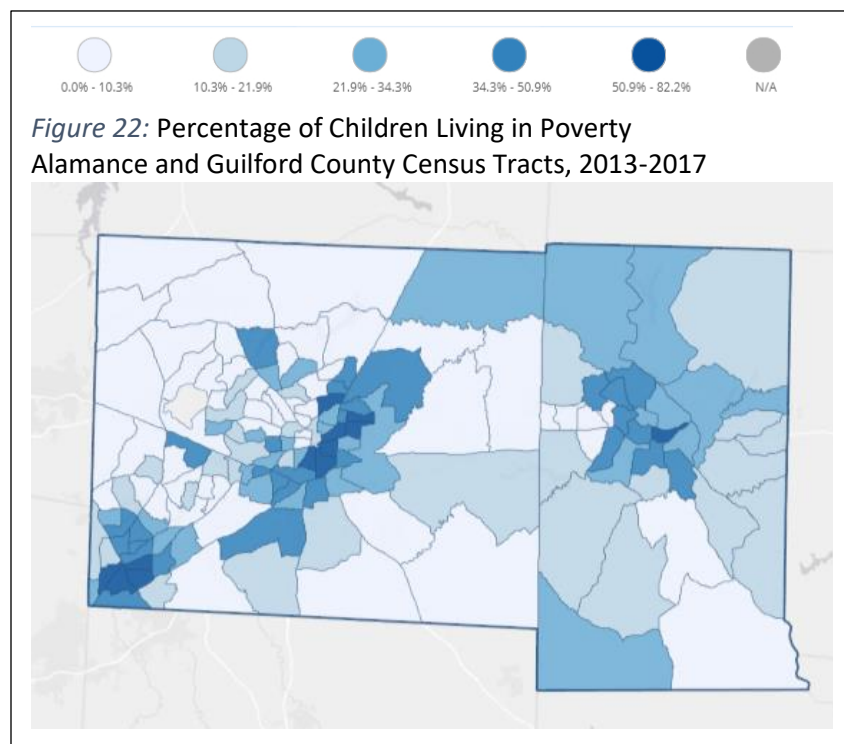 0.0% - 10.3% 10.3% - 21.9% 21.9% - 34.3% 34.3% - 50.9% 50.9% - 82.2% N/A
Figure 22: Percentage of Children Living in Poverty
Alamance and Guilford County Census Tracts, 2013-2017